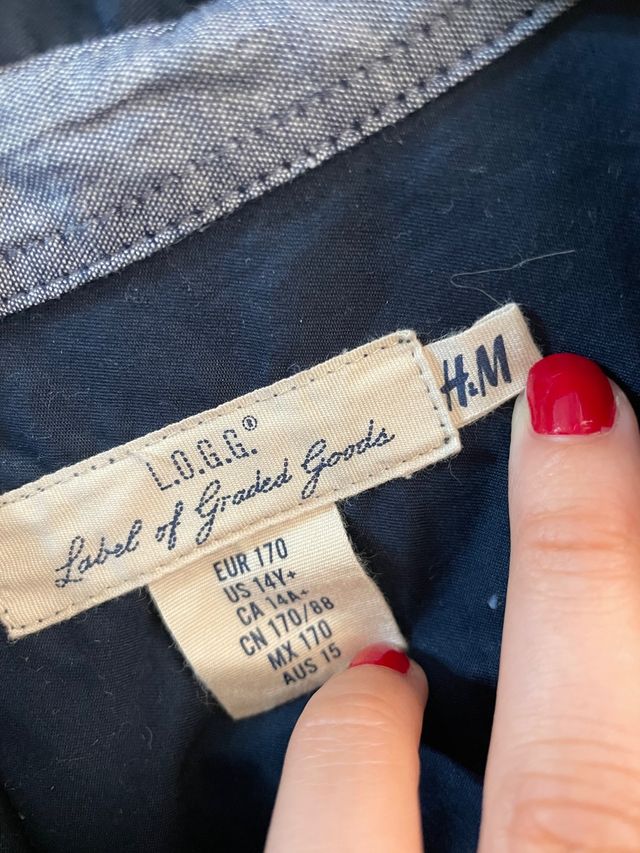 H&M
L.O.G.G.®
Label of Graded Goods
EUR 170
US 14Y+
CA 14A+
CN 170/88
MX 170
AUS 15